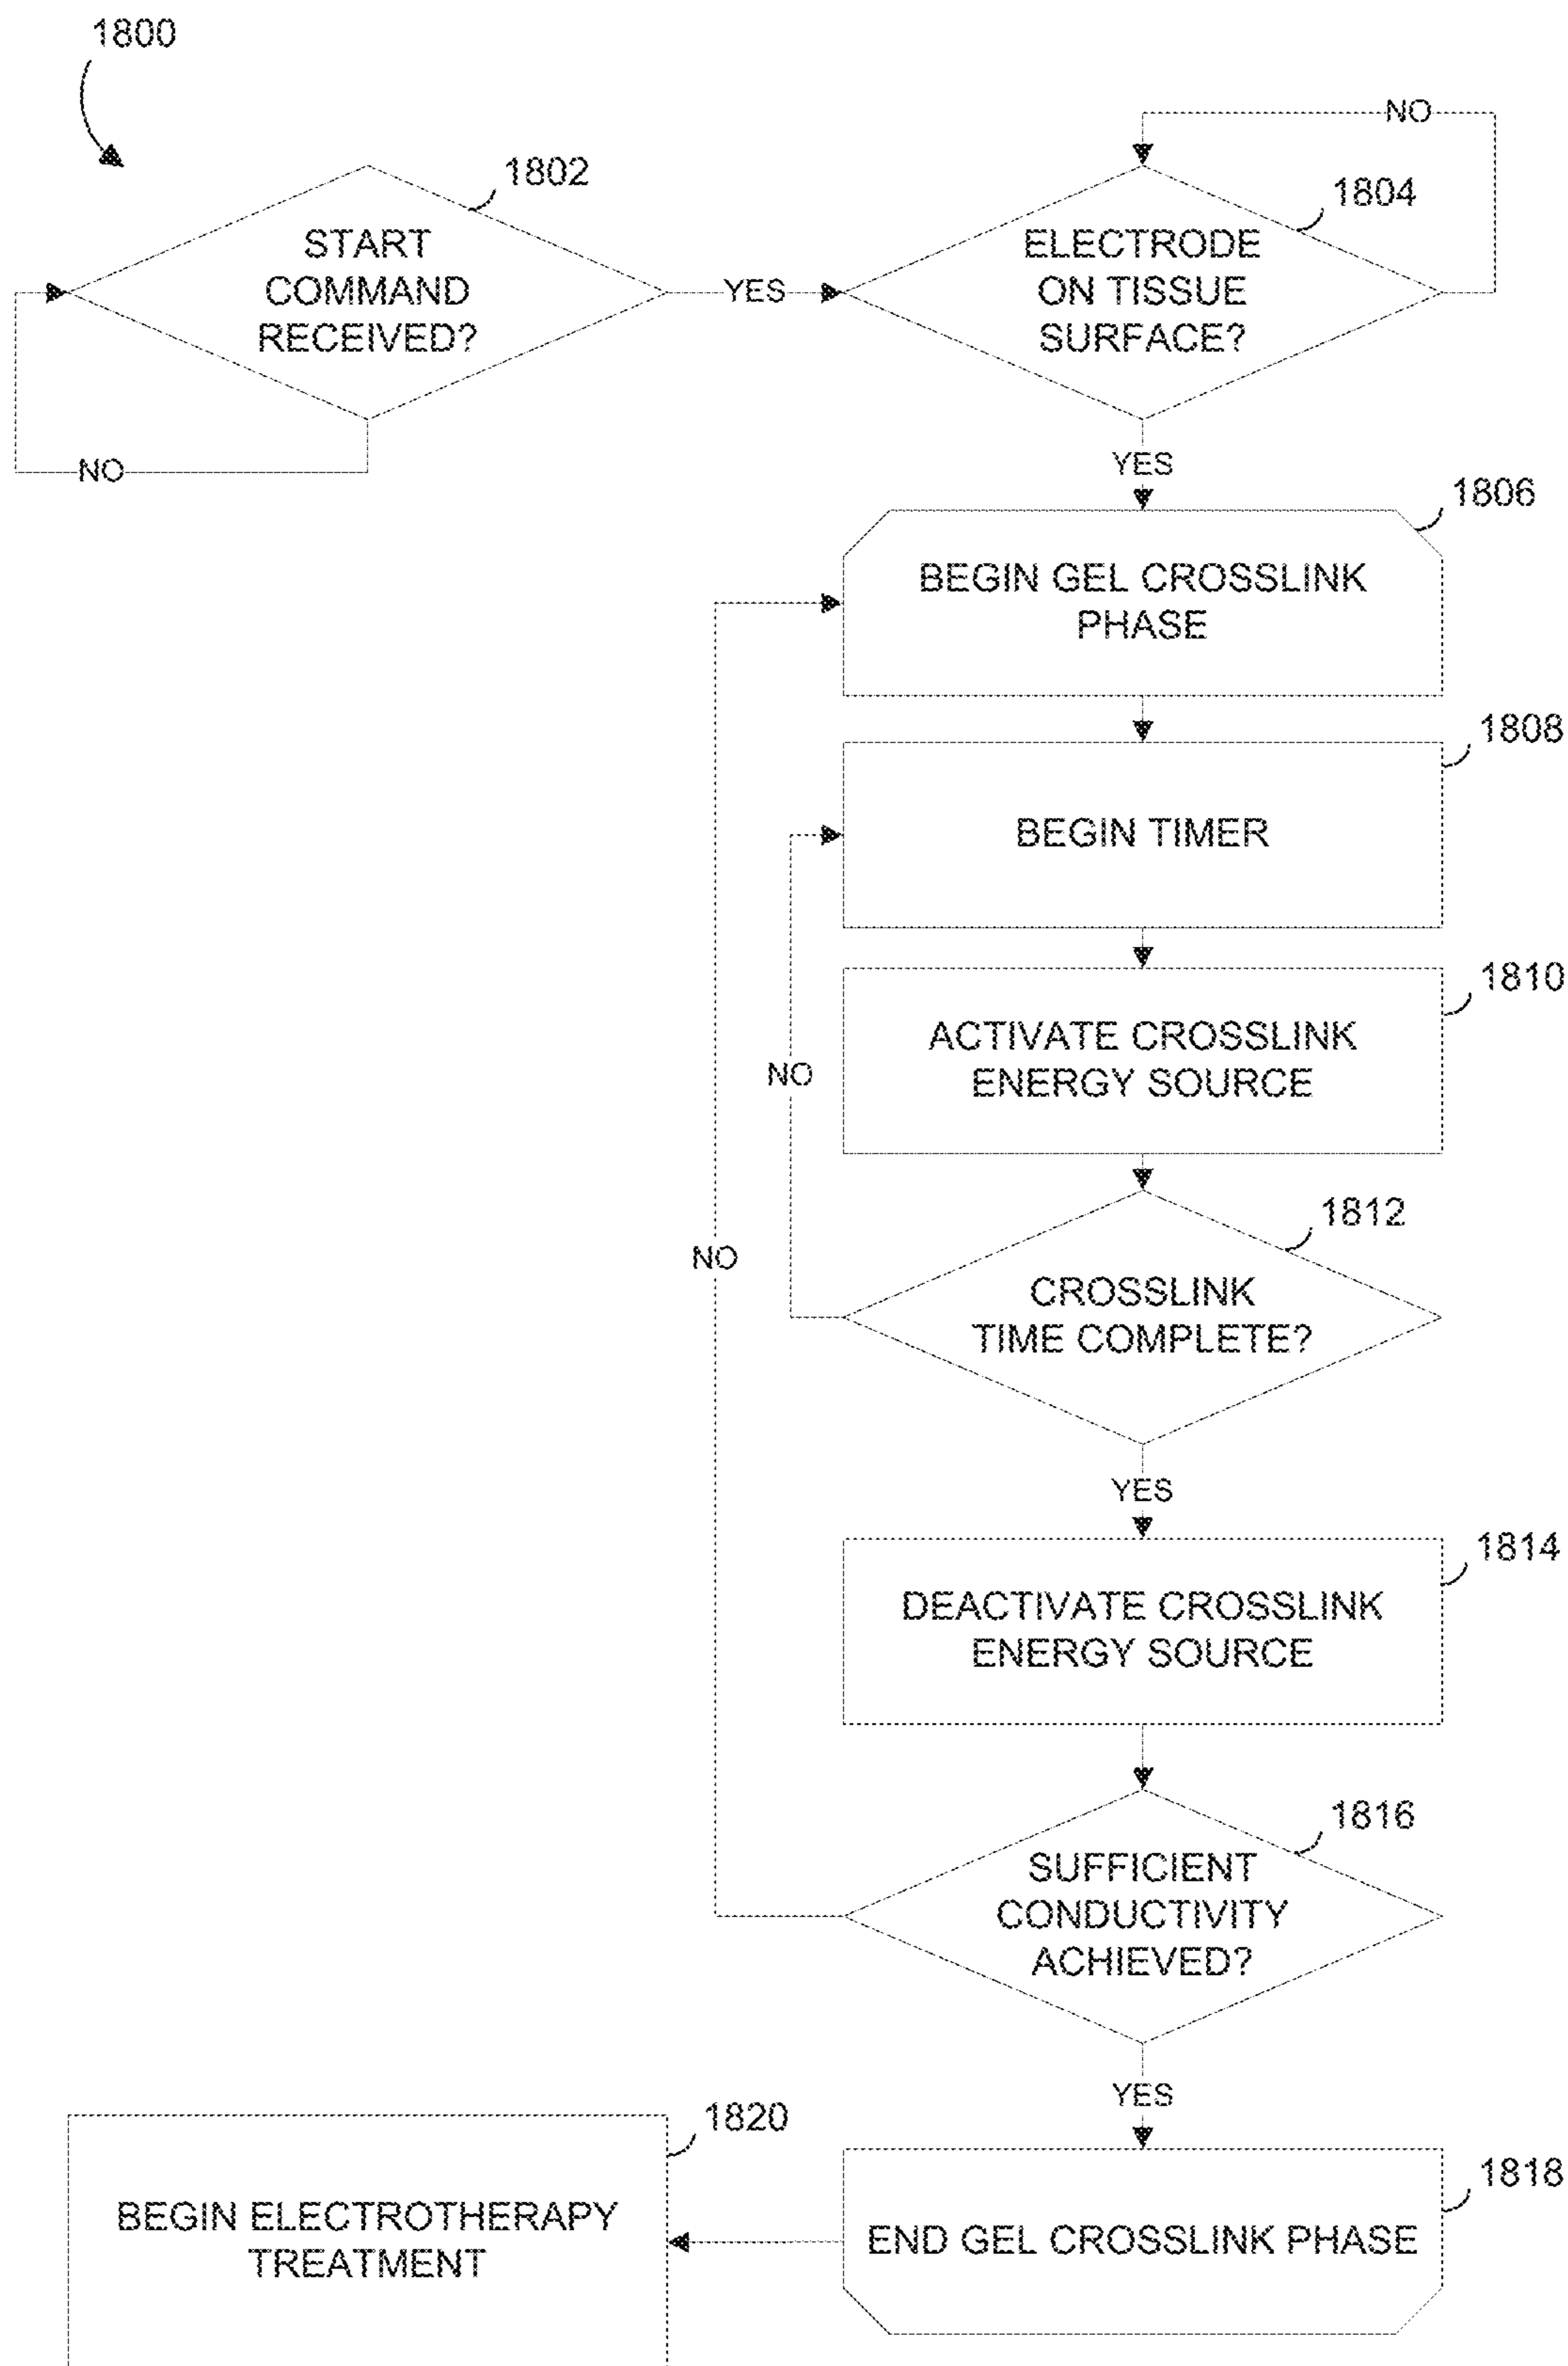 1800
1802
START
COMMAND
RECEIVED?
NO
YES
NO
1804
ELECTRODE
ON TISSUE
SURFACE?
YES
1806
BEGIN GEL CROSSLINK
PHASE
1808
BEGIN TIMER
1810
ACTIVATE CROSSLINK
ENERGY SOURCE
NO
1812
CROSSLINK
TIME COMPLETE?
NO
YES
1814
DEACTIVATE CROSSLINK
ENERGY SOURCE
1816
SUFFICIENT
CONDUCTIVITY
ACHIEVED?
YES
1818
END GEL CROSSLINK PHASE
1820
BEGIN ELECTROTHERAPY
TREATMENT